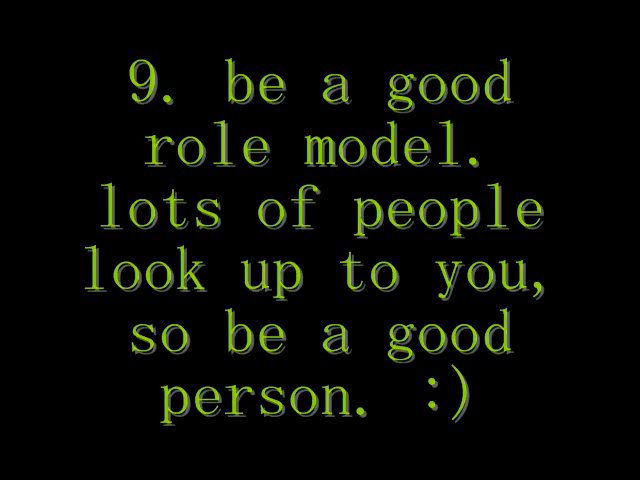 9. be a good
role model.
lots of people
look up to you,
so be a good
person. :)